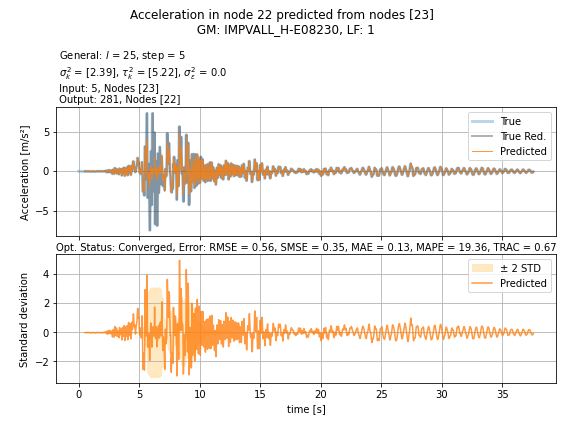 Acceleration in node 22 predicted from nodes [23]
GM: IMPVALL_H-E08230, LF: 1
General: l = 25, step = 5
σ²ₖ = [2.39], τ²ₖ = [5.22], σ²_ε = 0.0
Input: 5, Nodes [23]
Output: 281, Nodes [22]
Acceleration [m/s²]
5
0
−5
True
True Red.
Predicted
Opt. Status: Converged, Error: RMSE = 0.56, SMSE = 0.35, MAE = 0.13, MAPE = 19.36, TRAC = 0.67
Standard deviation
4
2
0
−2
± 2 STD
Predicted
0 5 10 15 20 25 30 35
time [s]